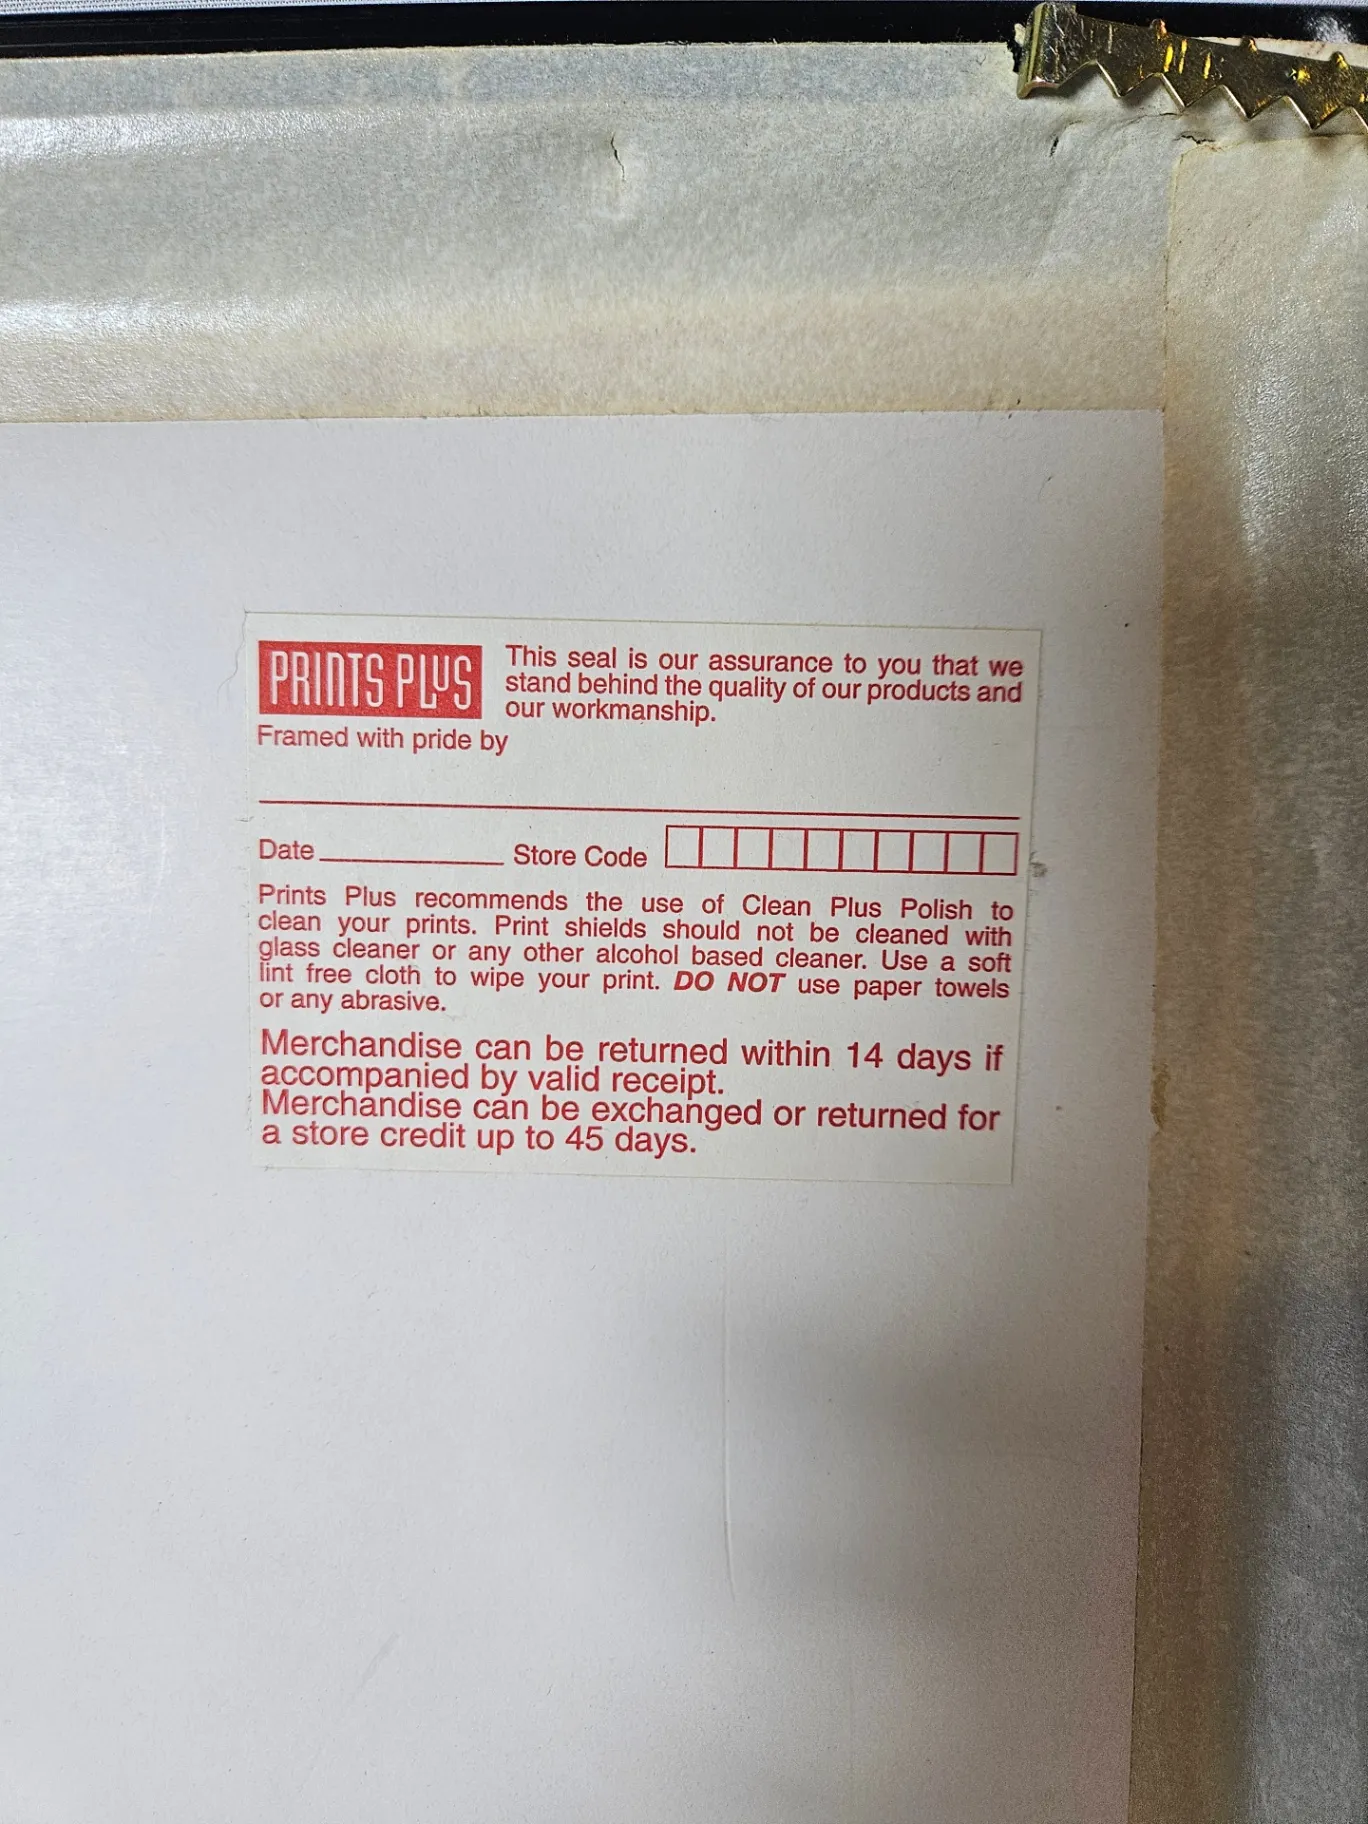 PRINTS PLUS
This seal is our assurance to you that we
stand behind the quality of our products and
our workmanship.
Framed with pride by
Date
Store Code
Prints Plus recommends the use of Clean Plus Polish to
clean your prints. Print shields should not be cleaned with
glass cleaner or any other alcohol based cleaner. Use a soft
lint free cloth to wipe your print. DO NOT use paper towels
or any abrasive.
Merchandise can be returned within 14 days if
accompanied by valid receipt.
Merchandise can be exchanged or returned for
a store credit up to 45 days.